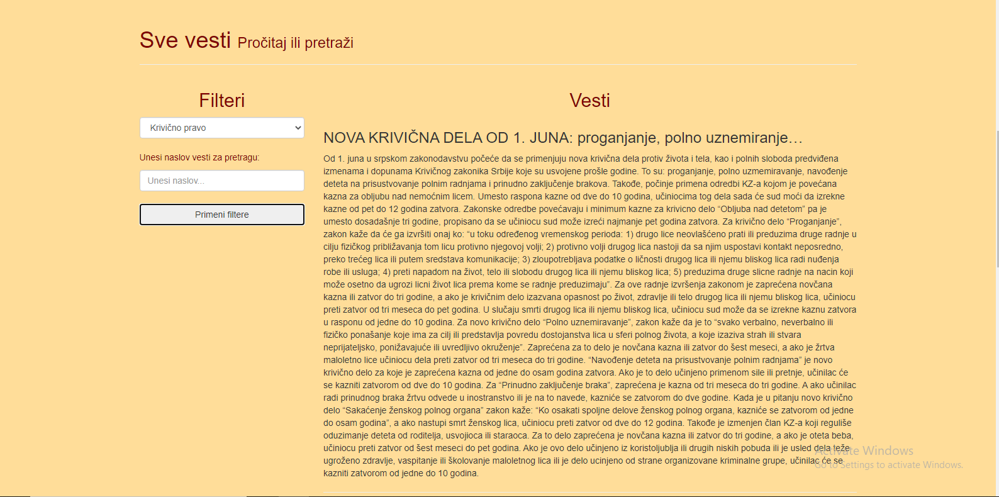 Sve vesti Pročitaj ili pretraži
Filteri
Krivično pravo
Unesi naslov vesti za pretragu:
Unesi naslov...
Primeni filtere
Vesti
NOVA KRIVIČNA DELA OD 1. JUNA: proganjanje, polno uznemiranje…
Od 1. juna u srpskom zakonodavstvu počeće da se primenjuju nova krivična dela protiv života i tela, kao i polnih sloboda predviđena
izmenama i dopunama Krivičnog zakonika Srbije koje su usvojene prošle godine. To su: proganjanje, polno uzmemiravanje, navođenje
deteta na prisustvovanje polnim radnjama i prinudno zaključenje brakova. Takođe, počinje primena odredbi KZ-a kojom je povećana
kazna za obljubu nad nemoćnim licem. Umesto raspona kazne od dve do 10 godina, učiniocima tog dela sada će sud moći da izrekne
kazne od pet do 12 godina zatvora. Zakonske odredbe povećavaju i minimum kazne za krivicno delo “Obljuba nad detetom” pa je
umesto dosadašnje tri godine, propisano da se učiniocu sud može izreći najmanje pet godina zatvora. Za krivično delo “Proganjanje”,
zakon kaže da će ga izvršiti onaj ko: “u toku određenog vremenskog perioda: 1) drugo lice neovlašćeno prati ili preduzima druge radnje u
cilju fizičkog približavanja tom licu protivno njegovoj volji; 2) protivno volji drugog lica nastoji da sa njim uspostavi kontakt neposredno,
preko trećeg lica ili putem sredstava komunikacije; 3) zloupotrebljava podatke o ličnosti drugog lica ili njemu bliskog lica radi nuđenja
robe ili usluga; 4) preti napadom na život, telo ili slobodu drugog lica ili njemu bliskog lica; 5) preduzima druge slicne radnje na nacin koji
može osetno da ugrozi licni život lica prema kome se radnje preduzimaju”. Za ove radnje izvršenja zakonom je zaprećena novčana
kazna ili zatvor do tri godine, a ako je krivičnim delo izazvana opasnost po život, zdravlje ili telo drugog lica ili njemu bliskog lica, učiniocu
preti zatvor od tri meseca do pet godina. U slučaju smrti drugog lica ili njemu bliskog lica, učiniocu sud može da se izrekne kaznu zatvora
u rasponu od jedne do 10 godina. Za novo krivično delo “Polno uznemiravanje”, zakon kaže da je to “svako verbalno, neverbalno ili
fizičko ponašanje koje ima za cilj ili predstavlja povredu dostojanstva lica u sferi polnog života, a koje izaziva strah ili stvara
neprijateljsko, ponižavajuće ili uvredljivo okruženje”. Zaprećena za to delo je novčana kazna ili zatvor do šest meseci, a ako je žrtva
maloletno lice učiniocu dela preti zatvor od tri meseca do tri godine. “Navođenje deteta na prisustvovanje polnim radnjama” je novo
krivično delo za koje je zaprećena kazna od jedne do osam godina zatvora. Ako je to delo učinjeno primenom sile ili pretnje, učinilac će
se kazniti zatvorom od dve do 10 godina. Za “Prinudno zaključenje braka”, zaprećena je kazna od tri meseca do tri godine. A ako učinilac
radi prinudnog braka žrtvu odvede u inostranstvo ili je na to navede, kazniće se zatvorom do dve godine. Kada je u pitanju novo krivično
delo “Sakaćenje ženskog polnog organa” zakon kaže: “Ko osakati spoljne delove ženskog polnog organa, kazniće se zatvorom od jedne
do osam godina”, a ako nastupi smrt ženskog lica, učiniocu preti zatvor od dve do 12 godina. Takođe je izmenjen član KZ-a koji reguliše
oduzimanje deteta od roditelja, usvojioca ili staraoca. Za to delo zaprećena je novčana kazna ili zatvor do tri godine, a ako je oteta beba,
učiniocu preti zatvor od šest meseci do pet godina. Ako je ovo delo učinjeno iz koristoljublja ili drugih niskih pobuda ili je usled dela teže
ugroženo zdravlje, vaspitanje ili školovanje maloletnog lica ili je delo ucinjeno od strane organizovane kriminalne grupe, učinilac će se
kazniti zatvorom od jedne do 10 godina.
Activate Windows
Go to Settings to activate Windows.